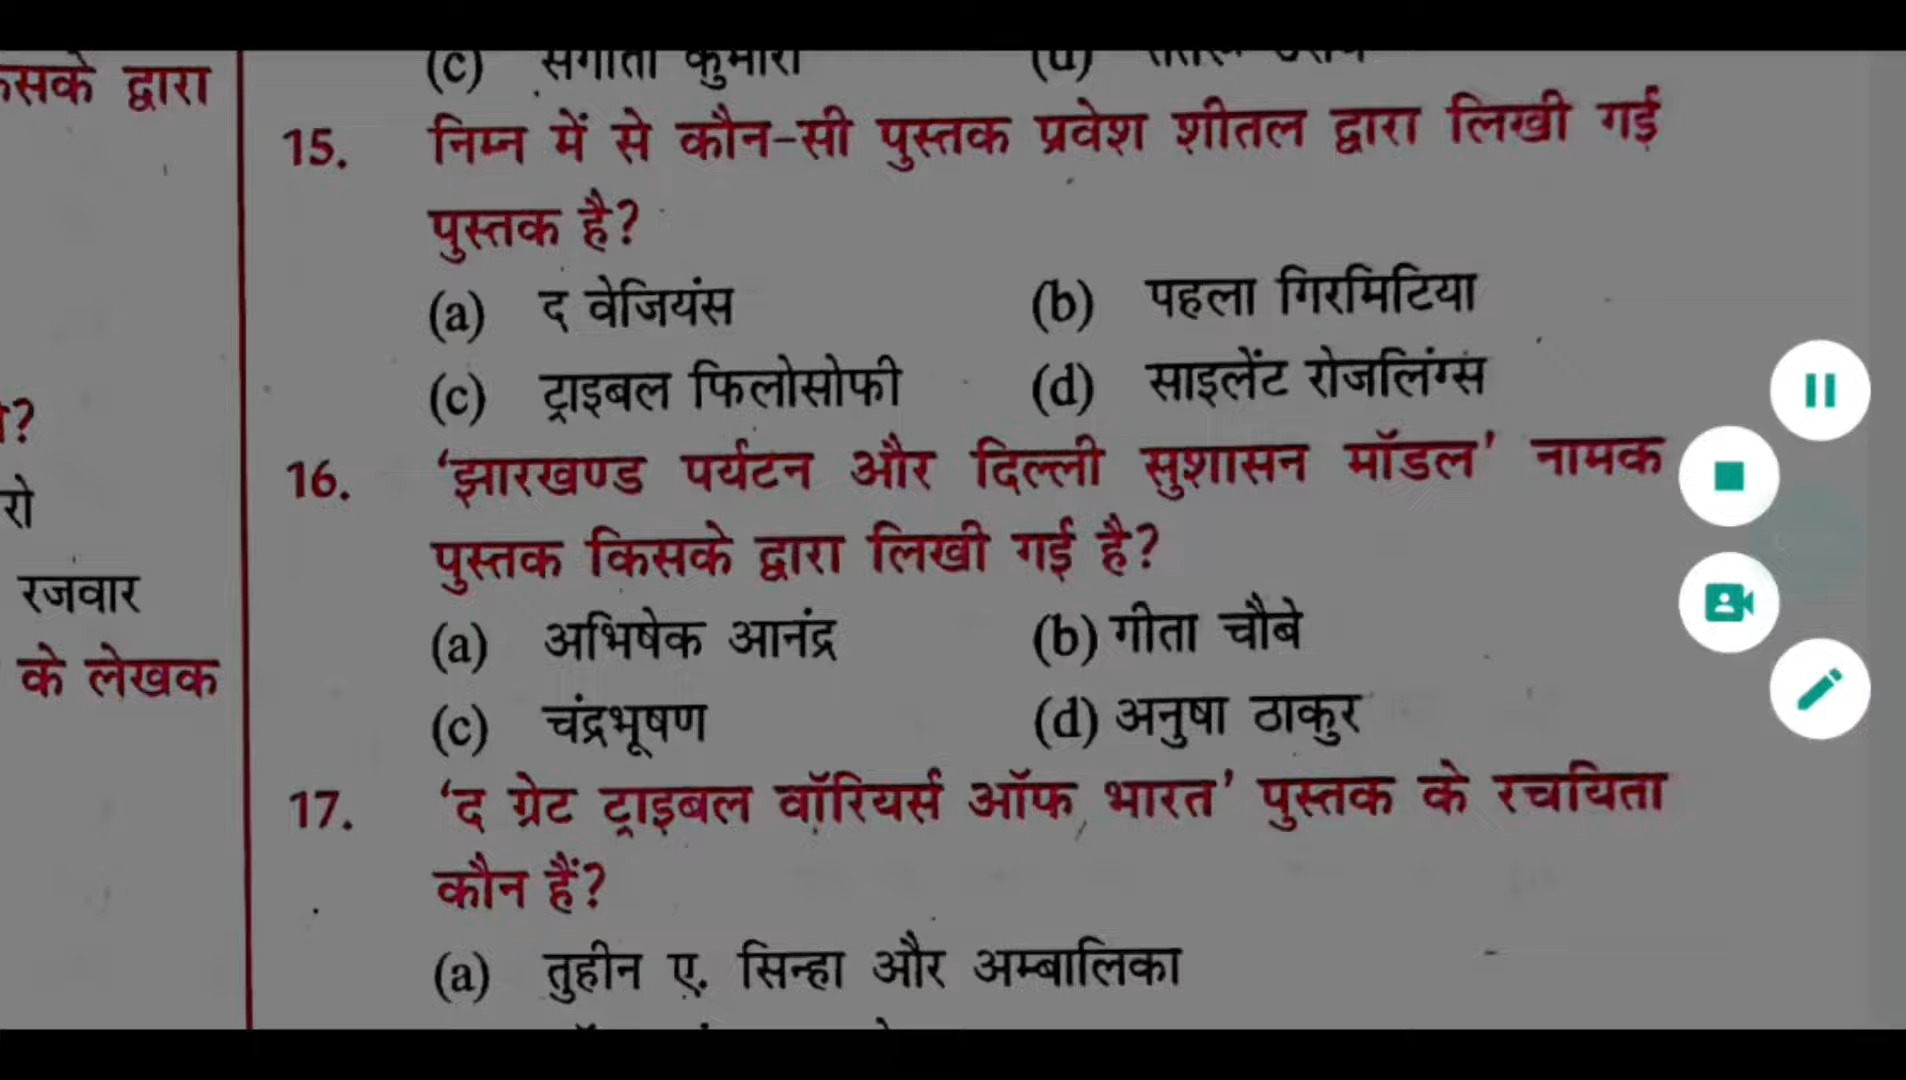 कसके द्वारा
?
रो
रजवार
के लेखक
(c) संगीता कुमारी (d)
15. निम्न में से कौन-सी पुस्तक प्रवेश शीतल द्वारा लिखी गई
पुस्तक है?
(a) द वेजियंस (b) पहला गिरमिटिया
(c) ट्राइबल फिलोसोफी (d) साइलेंट रोजलिंग्स
16. ‘झारखण्ड पर्यटन और दिल्ली सुशासन मॉडल’ नामक
पुस्तक किसके द्वारा लिखी गई है?
(a) अभिषेक आनंद्र (b) गीता चौबे
(c) चंद्रभूषण (d) अनुषा ठाकुर
17. ‘द ग्रेट ट्राइबल वॉरियर्स ऑफ भारत’ पुस्तक के रचयिता
कौन हैं?
(a) तुहीन ए. सिन्हा और अम्बालिका